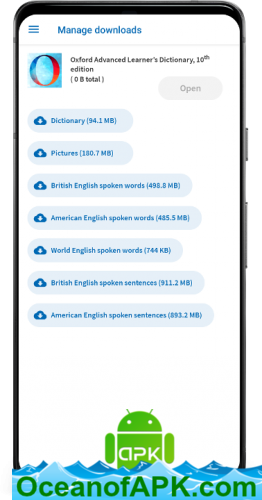 Manage downloads
Oxford Advanced Learner's Dictionary, 10th
edition
( 0 B total )
Open
Dictionary (94.1 MB)
Pictures (180.7 MB)
British English spoken words (498.8 MB)
American English spoken words (485.5 MB)
World English spoken words (744 KB)
British English spoken sentences (911.2 MB)
American English spoken sentences (893.2 MB)
APK
OceanofAPK.com